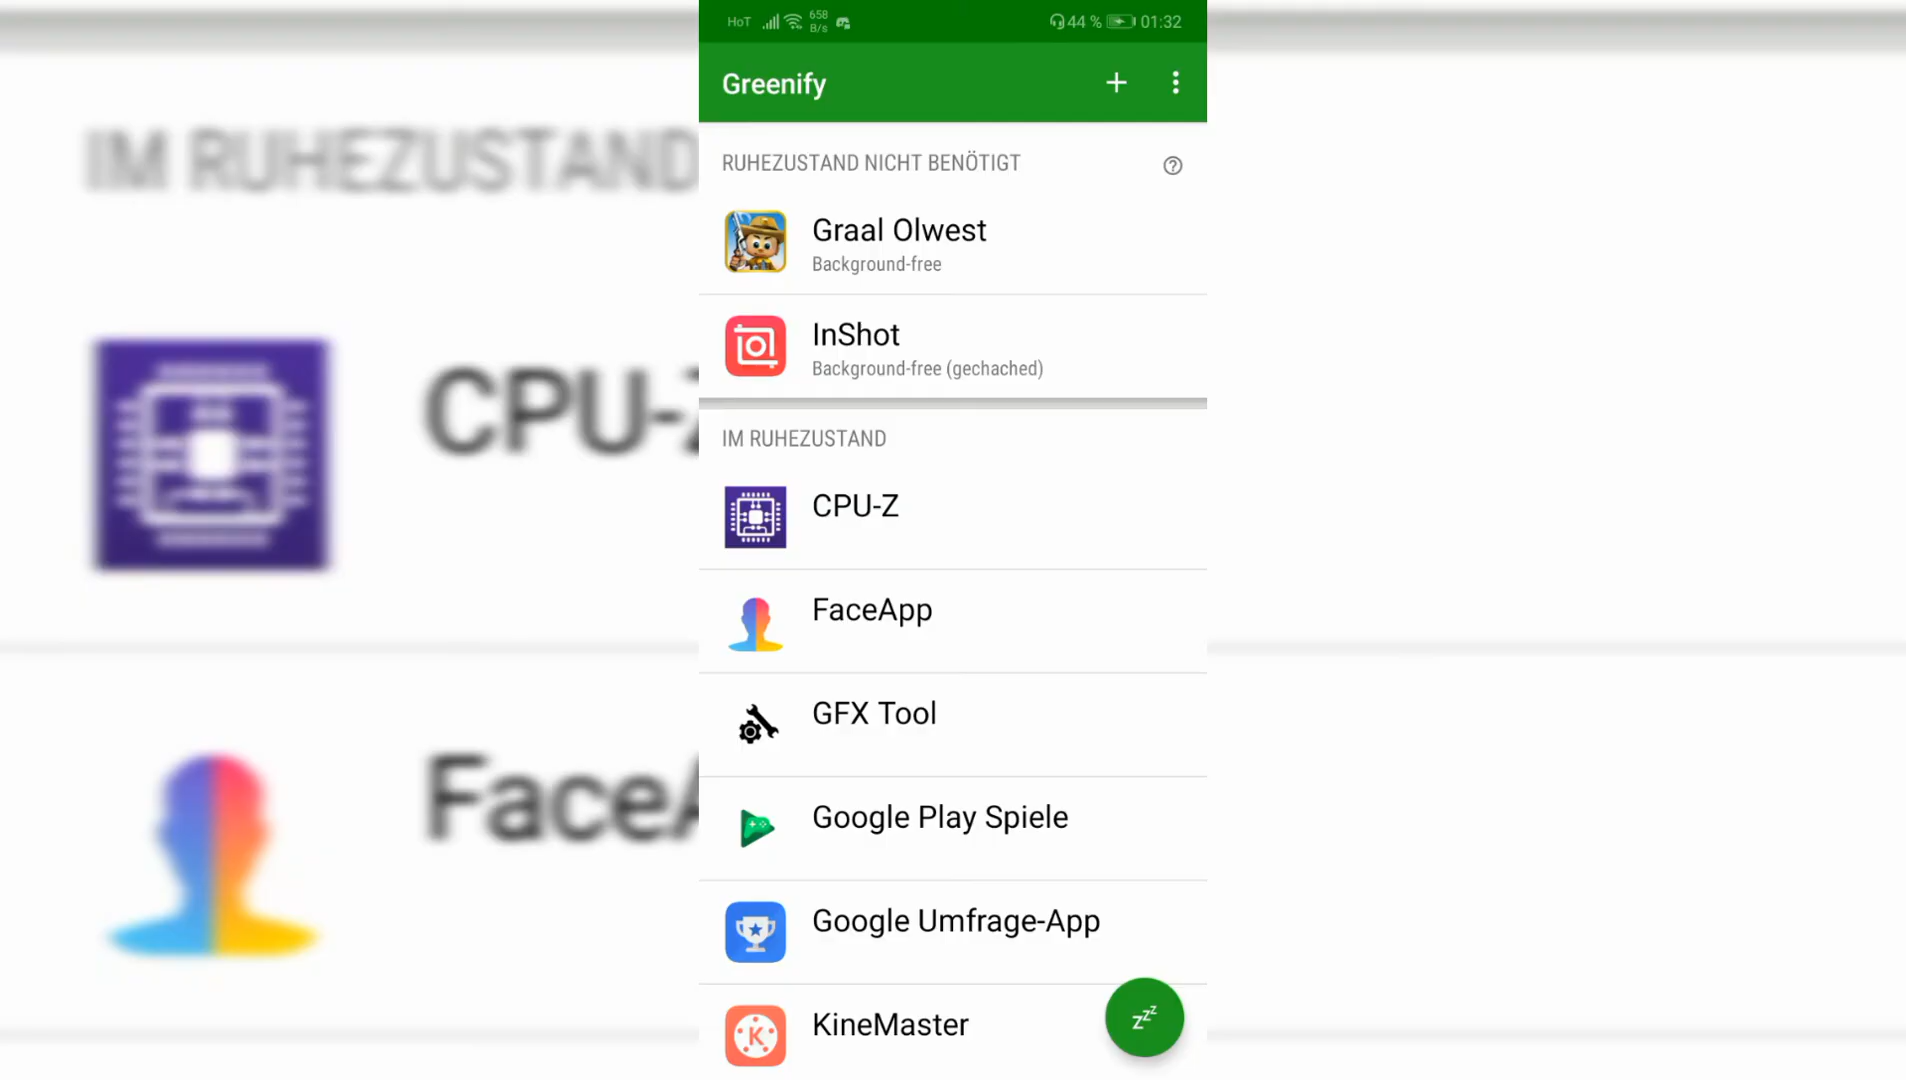 HoT 658 B/s 44 % 01:32
Greenify
RUHEZUSTAND NICHT BENÖTIGT
Graal Olwest
Background-free
InShot
Background-free (gechached)
IM RUHEZUSTAND
CPU-Z
FaceApp
GFX Tool
Google Play Spiele
Google Umfrage-App
KineMaster
zzz
IM RUHEZUSTAND
CPU-Z
FaceA